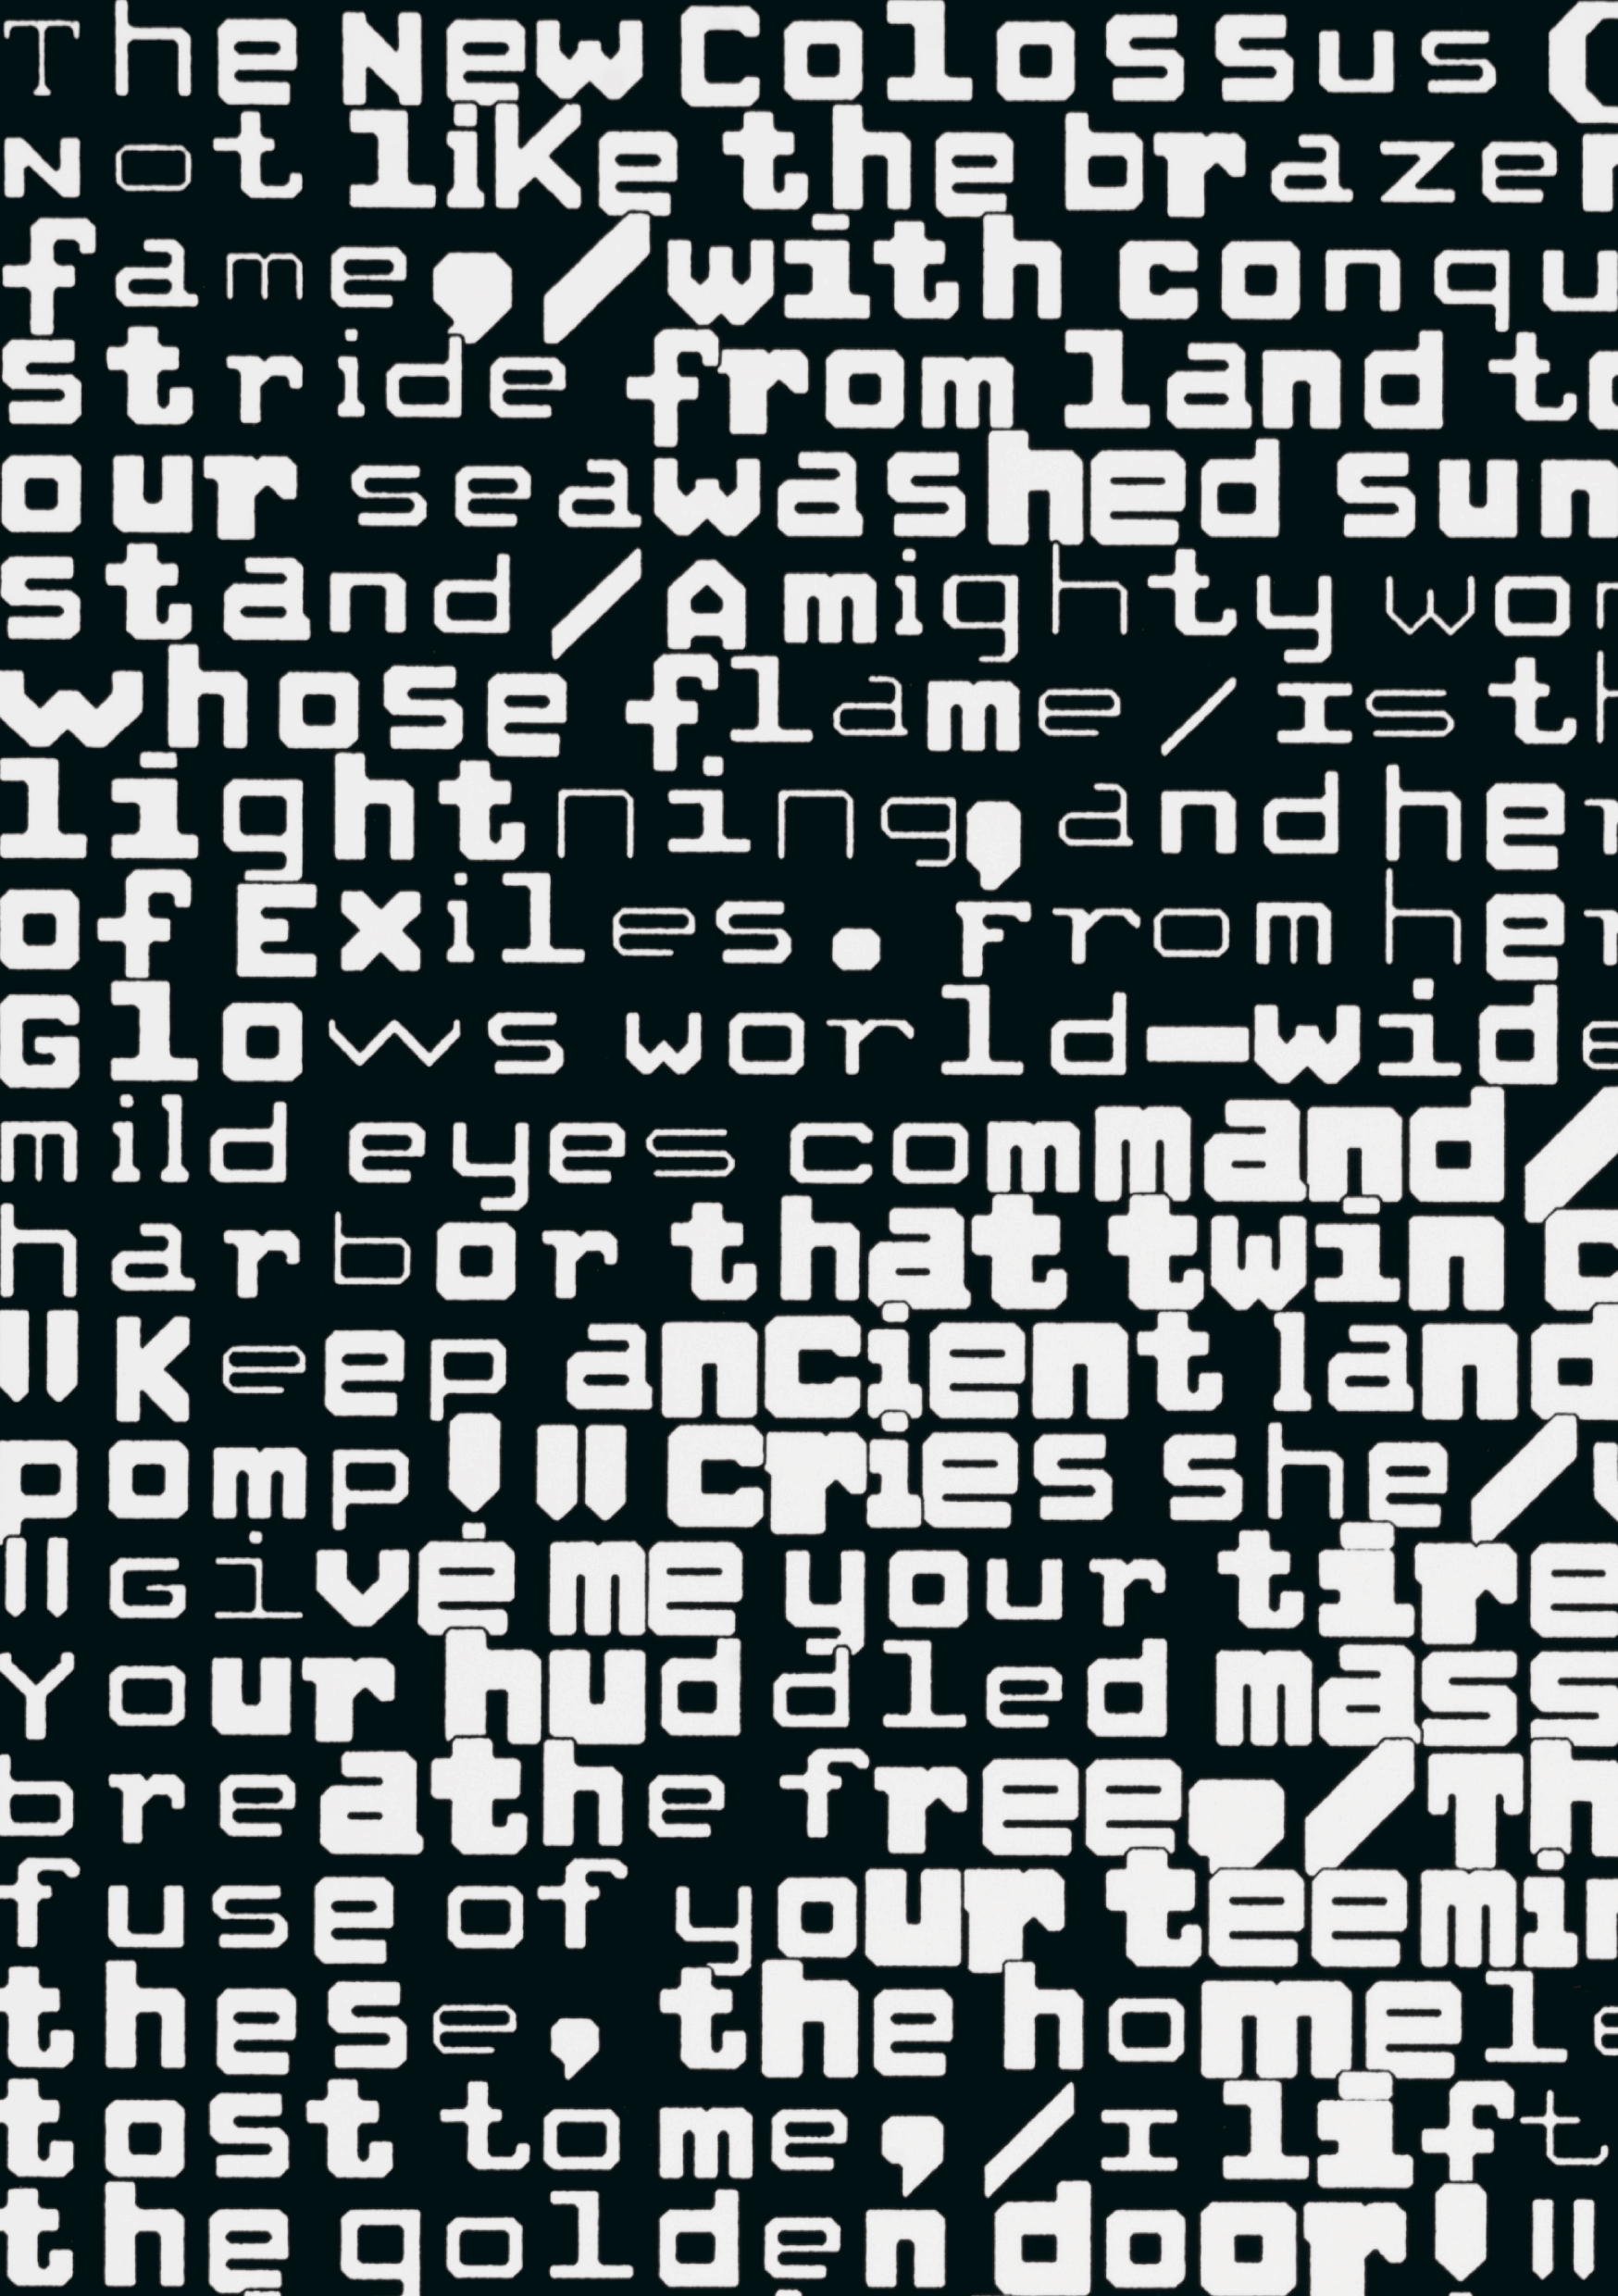 The New Colossus (
Not like the brazen
fame,/with conqu
stride from land to
our seawashed sun
stand/A mighty wom
whose flame/Is th
lightning, and her
of Exiles. From her
Glows world-wide
mild eyes command/
harbor that twin c
"Keep ancient land
pomp!" cries she/w
"Give me your tire
Your huddled mass
breathe free,/Th
fuse of your teemin
these, the homele
tost to me,/I lift
the golden door!"